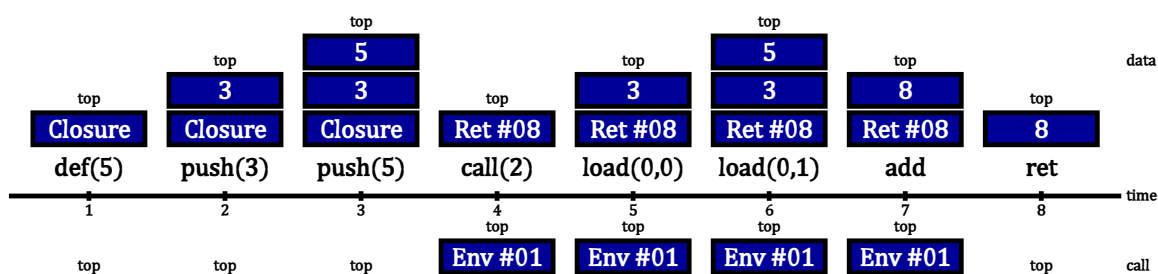 top top
5 5
top top top data
3 3 3 3 8
top top top
Closure Closure Closure Ret #08 Ret #08 Ret #08 Ret #08 8
def(5) push(3) push(5) call(2) load(0,0) load(0,1) add ret
time
1 2 3 4 5 6 7 8
top top top top
Env #01 Env #01 Env #01 Env #01
top top top top call